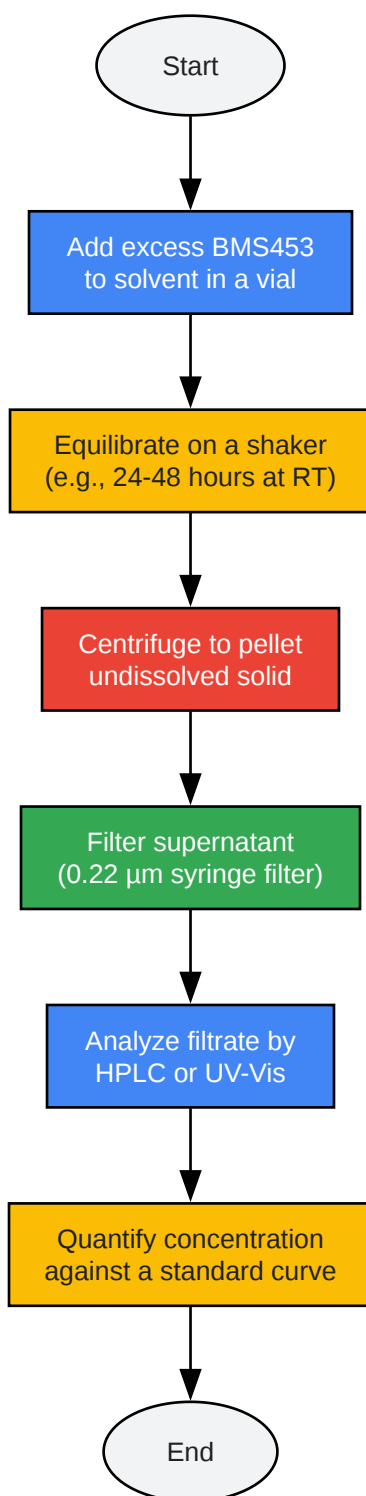 Start
Add excess BMS453
to solvent in a vial
Equilibrate on a shaker
(e.g., 24-48 hours at RT)
Centrifuge to pellet
undissolved solid
Filter supernatant
(0.22 µm syringe filter)
Analyze filtrate by
HPLC or UV-Vis
Quantify concentration
against a standard curve
End